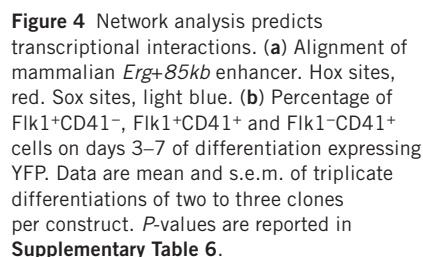 Figure 4 Network analysis predicts
transcriptional interactions. (a) Alignment of
mammalian Erg+85kb enhancer. Hox sites,
red. Sox sites, light blue. (b) Percentage of
Flk1⁺CD41⁻, Flk1⁺CD41⁺ and Flk1⁻CD41⁺
cells on days 3–7 of differentiation expressing
YFP. Data are mean and s.e.m. of triplicate
differentiations of two to three clones
per construct. P-values are reported in
Supplementary Table 6.